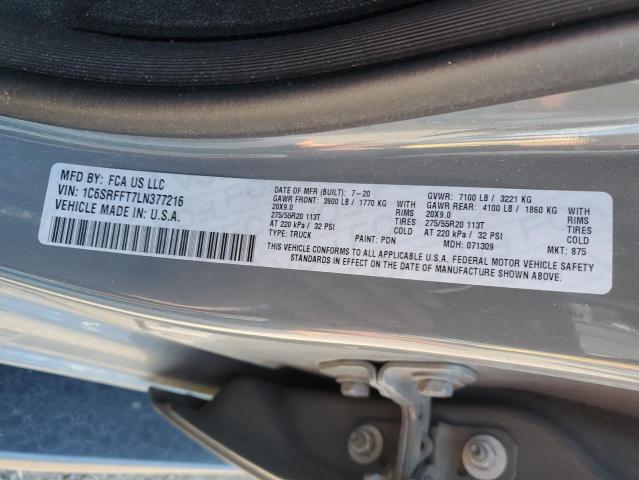 MFD BY: FCA US LLC
VIN: 1C6SRFFT7LN377216
VEHICLE MADE IN U.S.A.
DATE OF MFR (BUILT): 7-20 GVWR: 7100 LB / 3221 KG
GAWR FRONT: 3900 LB / 1770 KG WITH GAWR REAR: 4100 LB / 1860 KG WITH
20X9.0 RIMS 20X9.0 RIMS
275/55R20 113T TIRES 275/55R20 113T TIRES
AT 220 kPa / 32 PSI COLD AT 220 kPa / 32 PSI COLD
TYPE: TRUCK PAINT: PDN MDH: 071309 MKT: 875
THIS VEHICLE CONFORMS TO ALL APPLICABLE U.S.A. FEDERAL MOTOR VEHICLE SAFETY
STANDARDS IN EFFECT ON THE DATE OF MANUFACTURE SHOWN ABOVE.